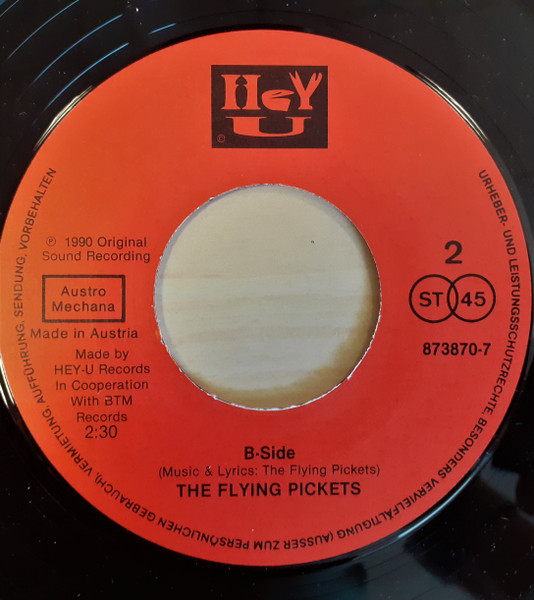 HeY
U
©
℗ 1990 Original
Sound Recording
Austro
Mechana
Made in Austria
Made by
HEY-U Records
In Cooperation
With BTM
Records
2:30
2
ST 45
873870-7
B-Side
(Music & Lyrics: The Flying Pickets)
THE FLYING PICKETS
URHEBER- UND LEISTUNGSSCHUTZRECHTE, BESONDERS VERVIELFÄLTIGUNG (AUSSER ZUM PERSÖNLICHEN GEBRAUCH), VERMIETUNG, AUFFÜHRUNG, SENDUNG, VORBEHALTEN